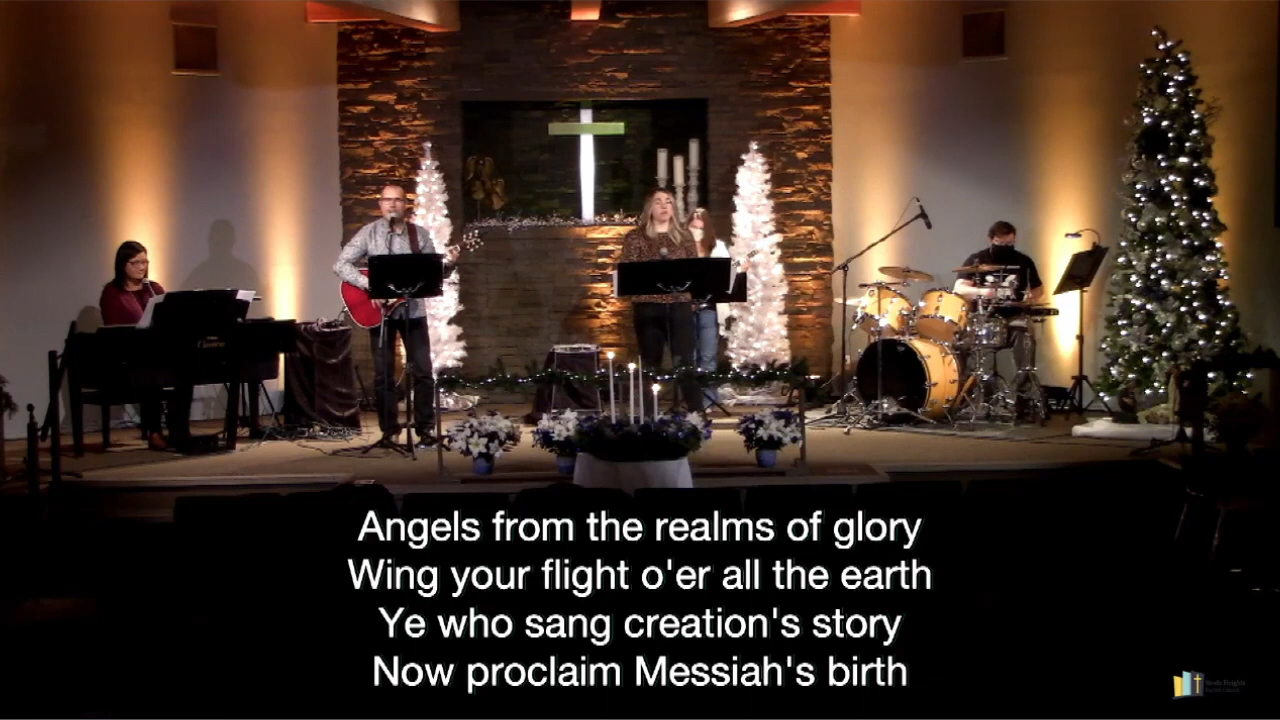 Angels from the realms of glory
Wing your flight o'er all the earth
Ye who sang creation's story
Now proclaim Messiah's birth